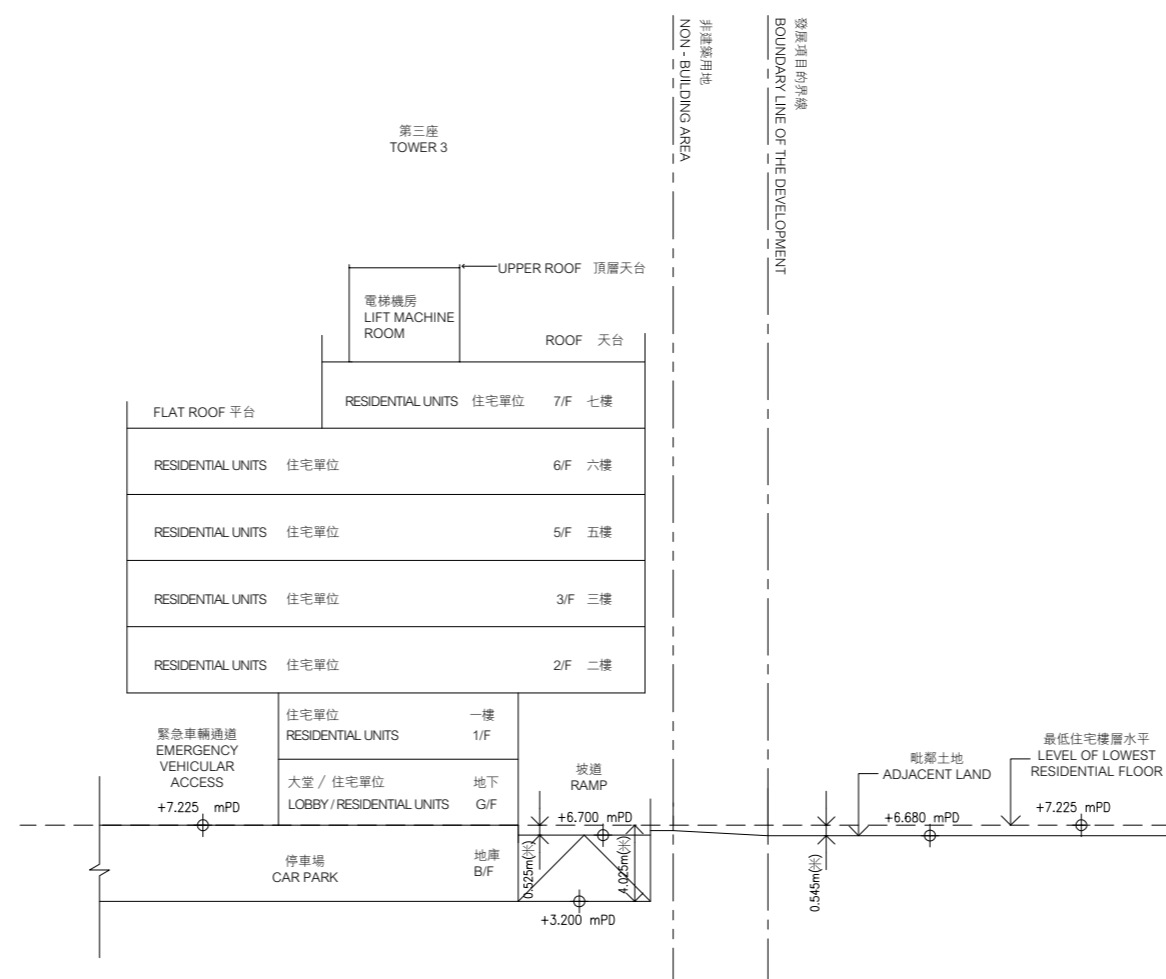 非建築用地
NON - BUILDING AREA
發展項目的界線
BOUNDARY LINE OF THE DEVELOPMENT
第三座
TOWER 3
UPPER ROOF 頂層天台
電梯機房
LIFT MACHINE
ROOM
ROOF 天台
RESIDENTIAL UNITS 住宅單位 7/F 七樓
FLAT ROOF 平台
RESIDENTIAL UNITS 住宅單位 6/F 六樓
RESIDENTIAL UNITS 住宅單位 5/F 五樓
RESIDENTIAL UNITS 住宅單位 3/F 三樓
RESIDENTIAL UNITS 住宅單位 2/F 二樓
住宅單位 一樓
RESIDENTIAL UNITS 1/F
緊急車輛通道
EMERGENCY
VEHICULAR
ACCESS
+7.225 mPD
大堂 / 住宅單位 地下
LOBBY / RESIDENTIAL UNITS G/F
坡道
RAMP
+6.700 mPD
毗鄰土地
ADJACENT LAND
+6.680 mPD
最低住宅樓層水平
LEVEL OF LOWEST
RESIDENTIAL FLOOR
+7.225 mPD
停車場 地庫
CAR PARK B/F
0.525m(米)
4.025m(米)
0.545m(米)
+3.200 mPD